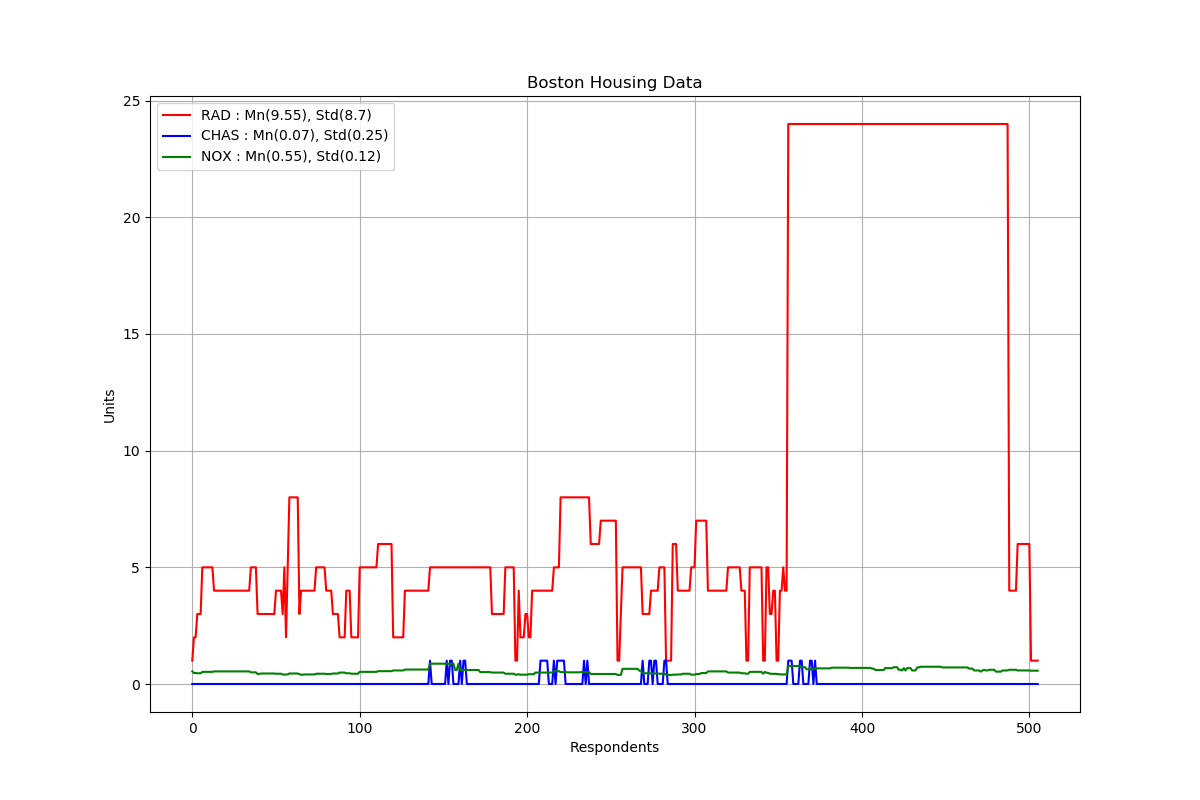 Boston Housing Data
RAD : Mn(9.55), Std(8.7)
CHAS : Mn(0.07), Std(0.25)
NOX : Mn(0.55), Std(0.12)
25
20
15
10
5
0
Units
0 100 200 300 400 500
Respondents